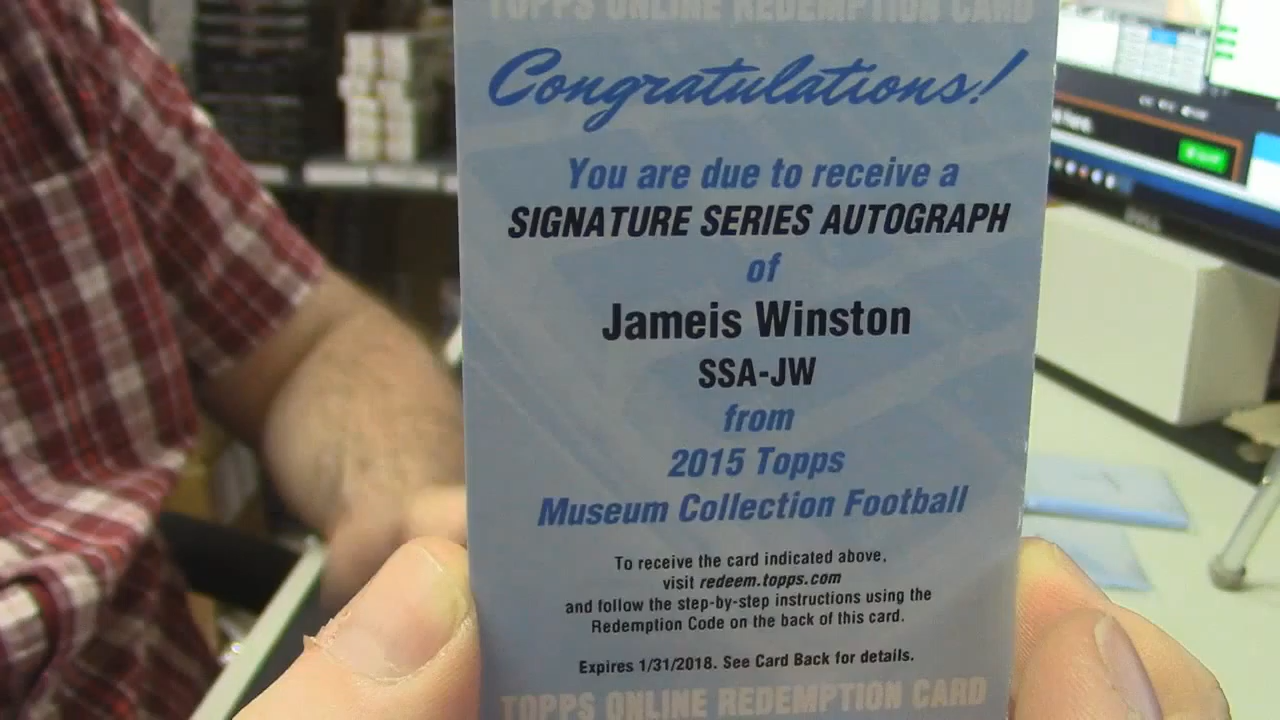 TOPPS ONLINE REDEMPTION CARD
Congratulations!
You are due to receive a
SIGNATURE SERIES AUTOGRAPH
of
Jameis Winston
SSA-JW
from
2015 Topps
Museum Collection Football
To receive the card indicated above,
visit redeem.topps.com
and follow the step-by-step instructions using the
Redemption Code on the back of this card.
Expires 1/31/2018. See Card Back for details.
TOPPS ONLINE REDEMPTION CARD
DELL